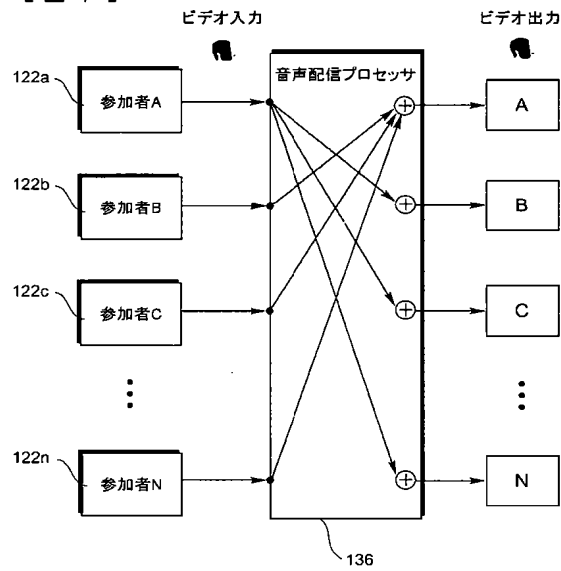 ビデオ入力
ビデオ出力
音声配信プロセッサ
122a
参加者A
A
122b
参加者B
B
122c
参加者C
C
122n
参加者N
N
136